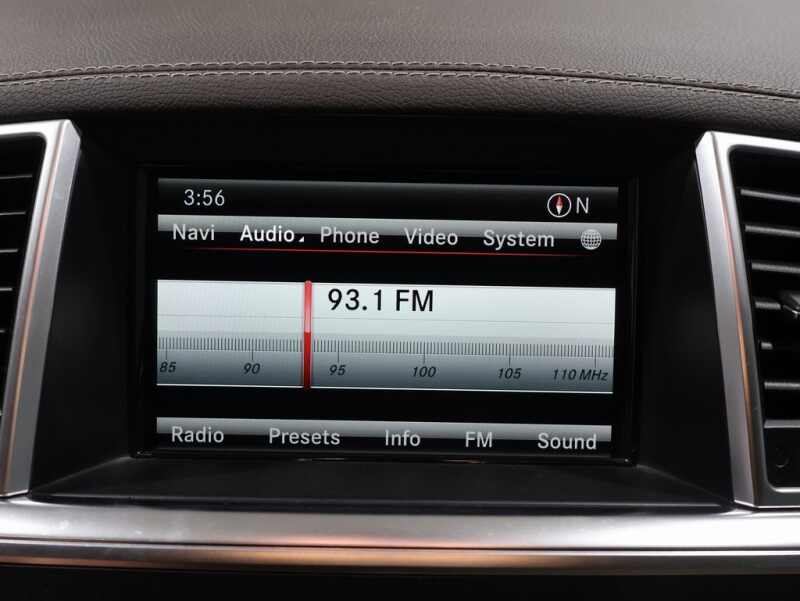 3:56 N
Navi Audio Phone Video System
93.1 FM
85 90 95 100 105 110 MHz
Radio Presets Info FM Sound